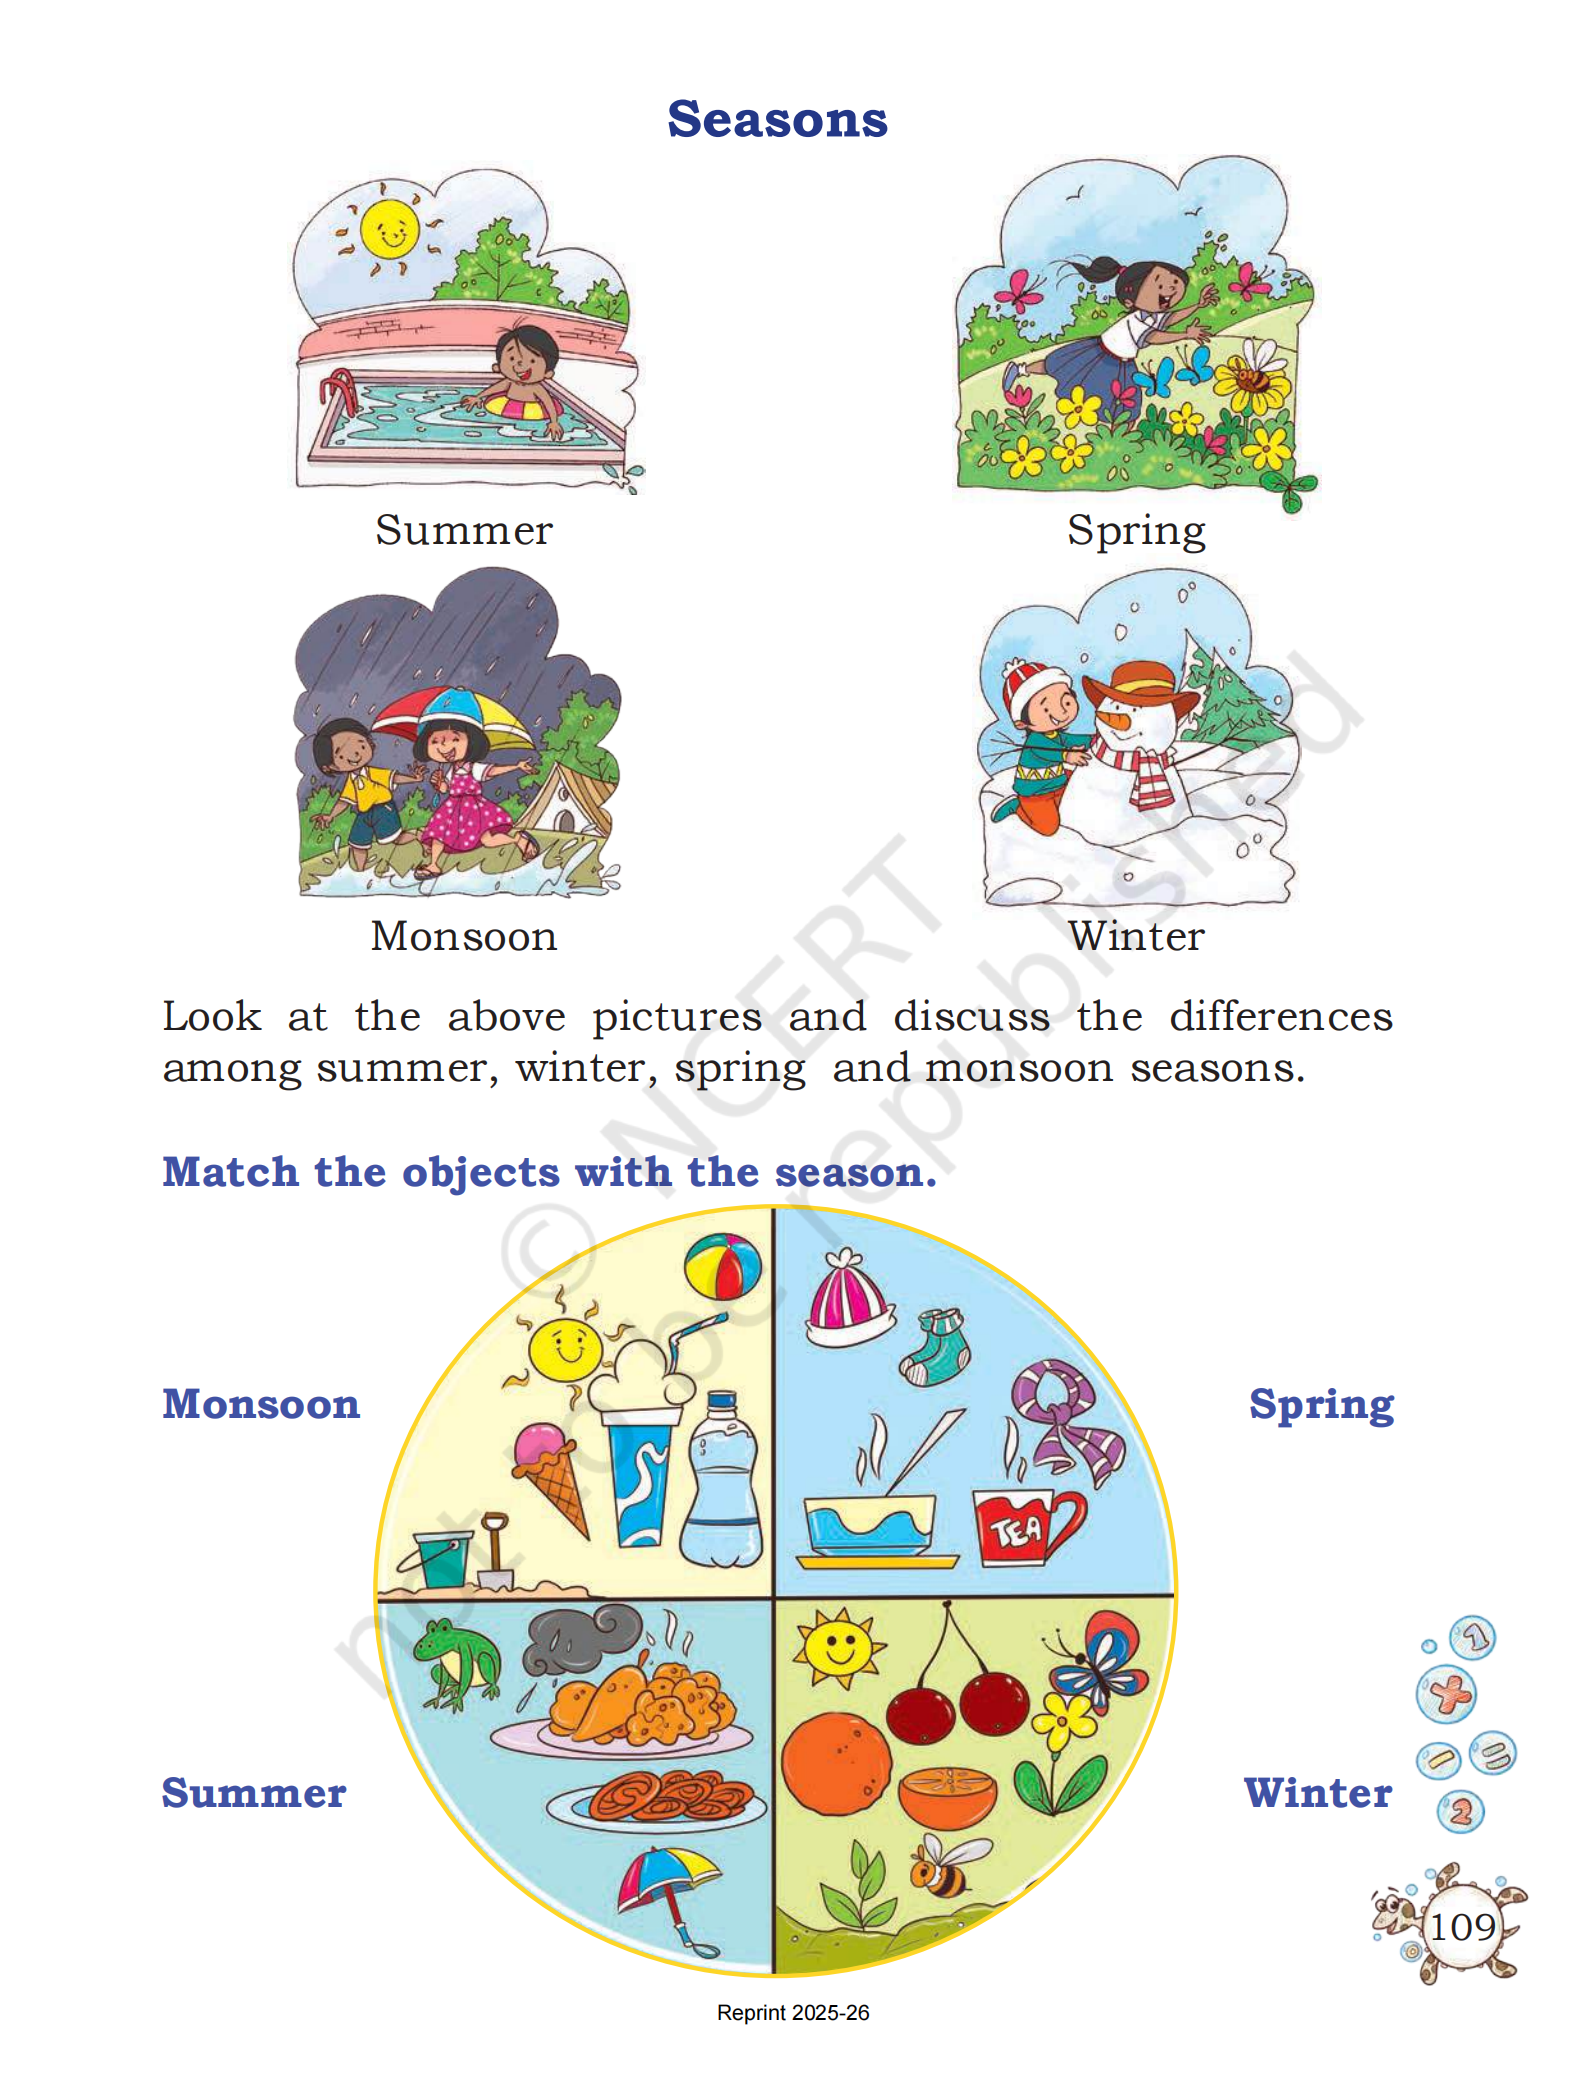 Seasons
Summer
Spring
Monsoon
Winter
Look at the above pictures and discuss the differences
among summer, winter, spring and monsoon seasons.
Match the objects with the season.
Monsoon
Spring
TEA
Summer
Winter
1
+
−
=
2
109
© NCERT
not to be republished
Reprint 2025-26